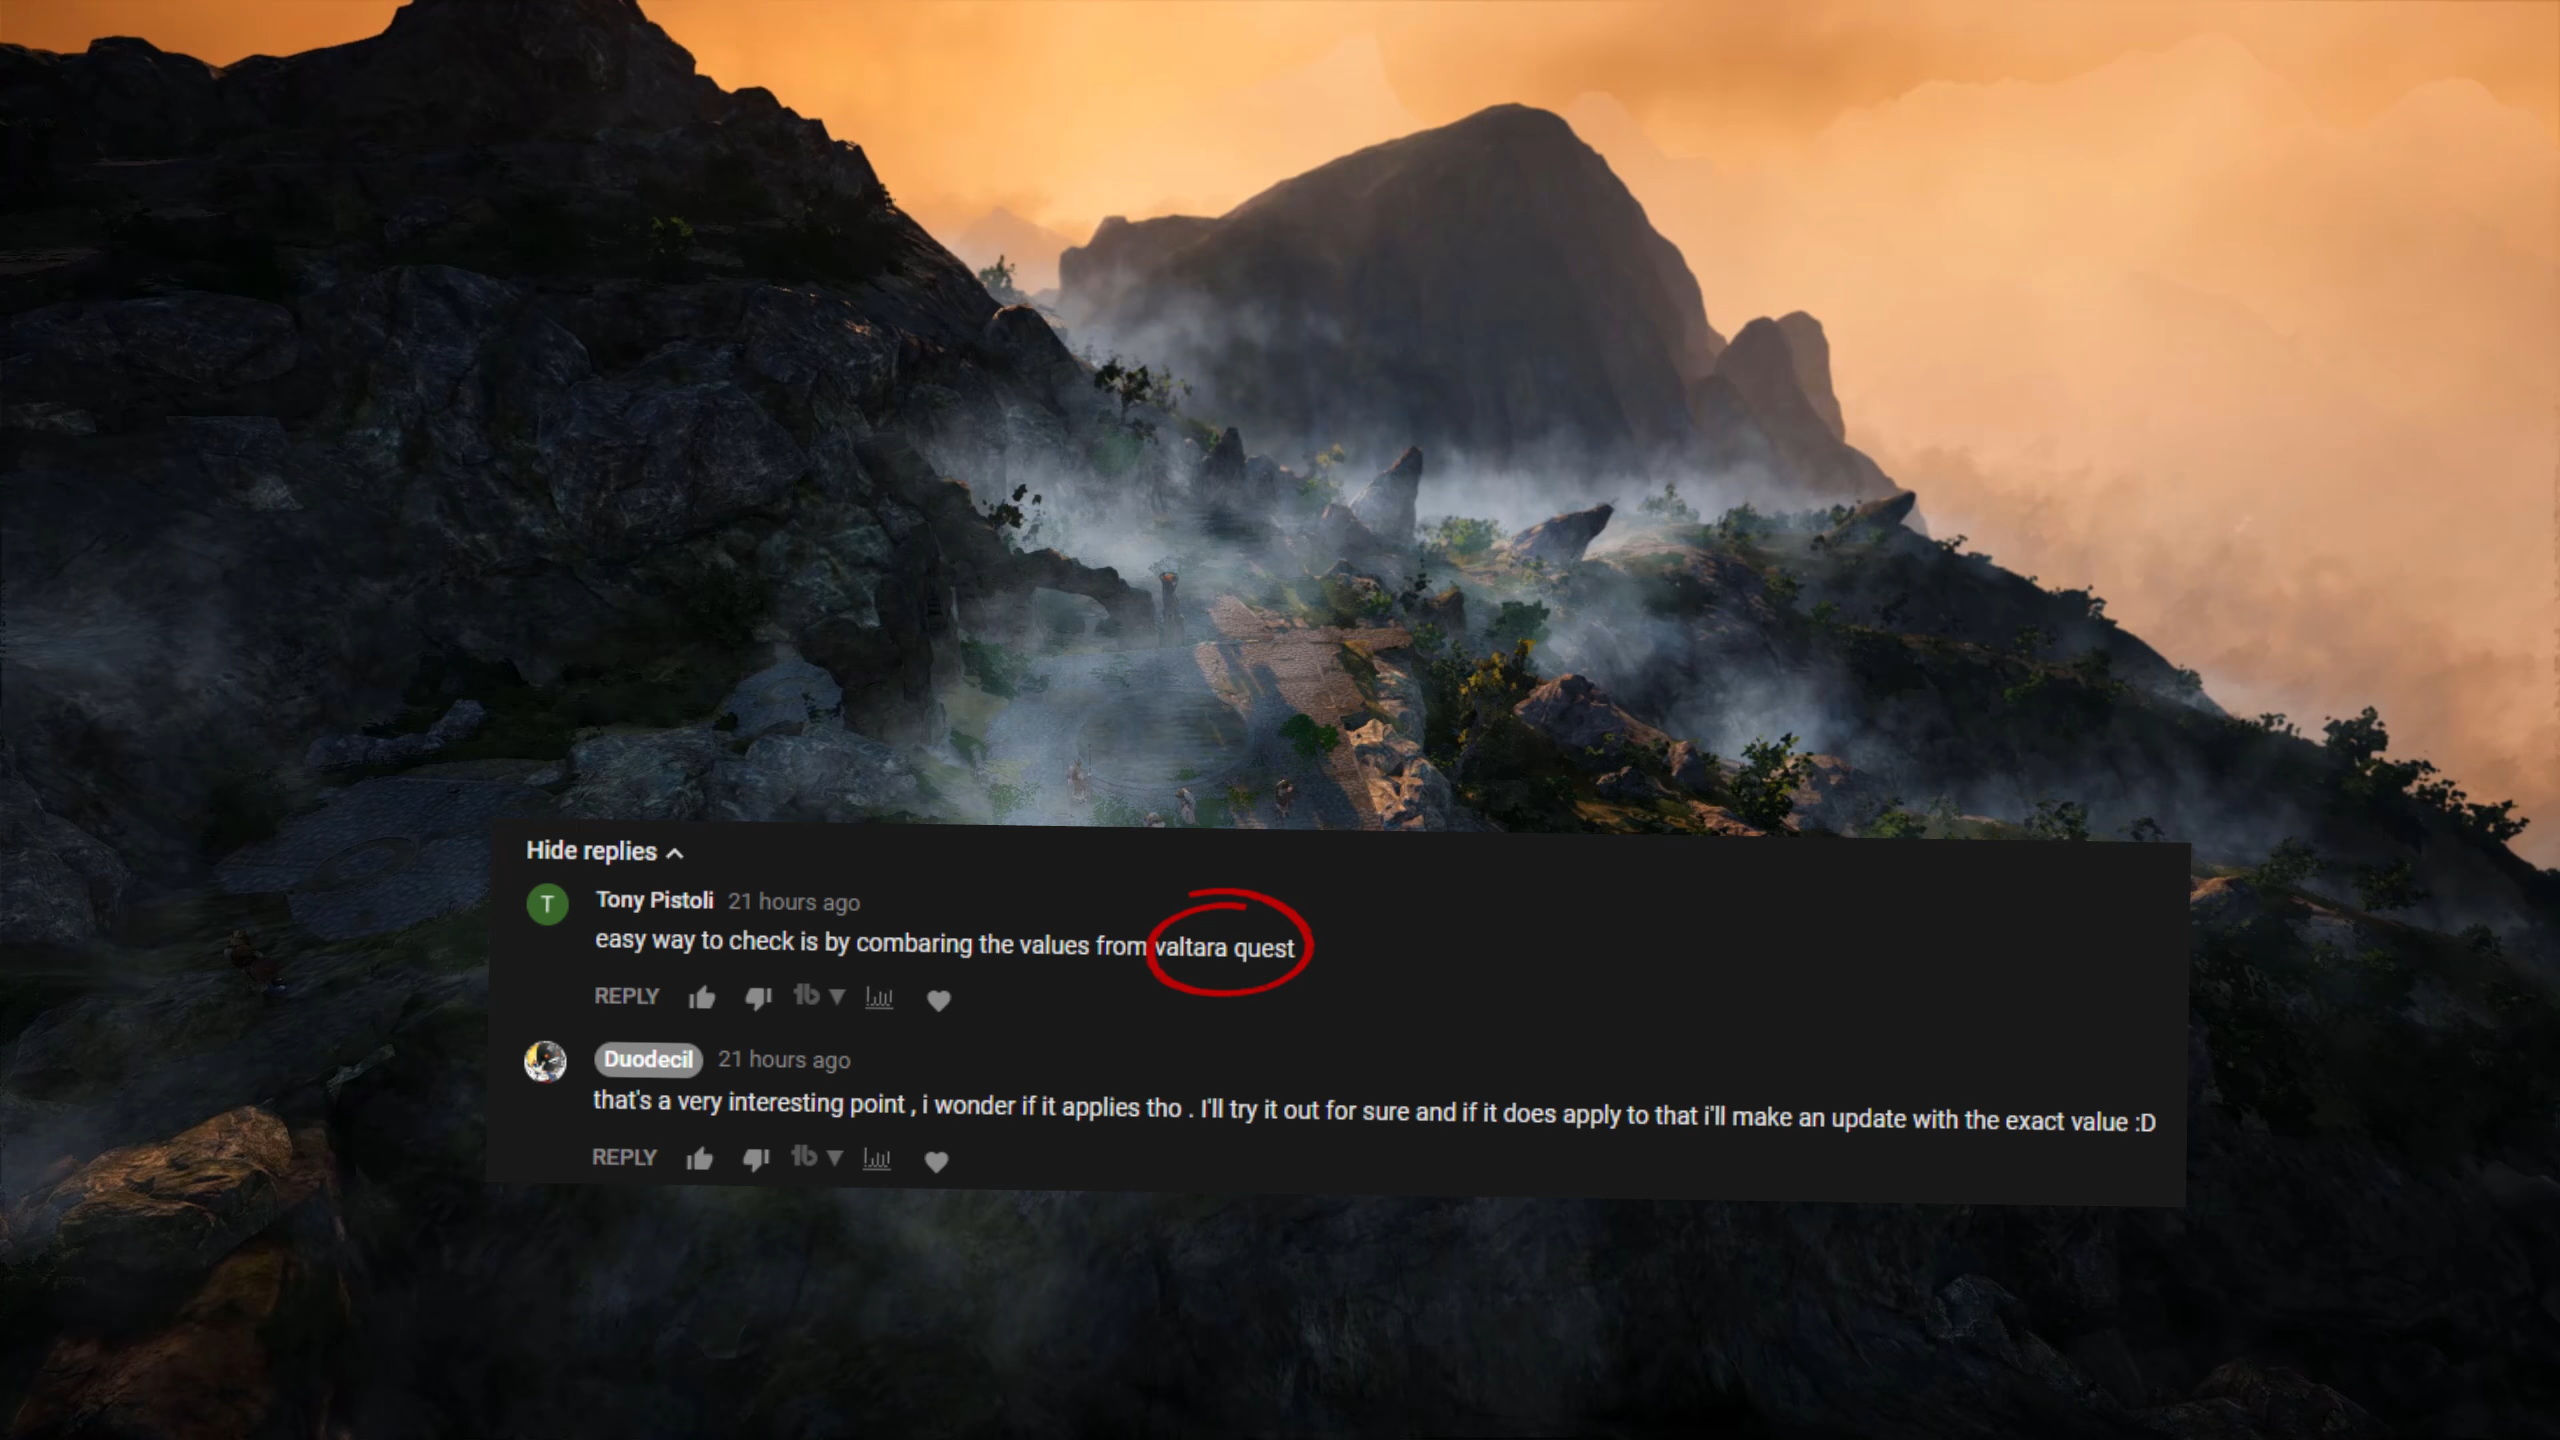 Hide replies
T
Tony Pistoli 21 hours ago
easy way to check is by combaring the values from valtara quest
REPLY
Duodecil 21 hours ago
that's a very interesting point , i wonder if it applies tho . I'll try it out for sure and if it does apply to that i'll make an update with the exact value :D
REPLY